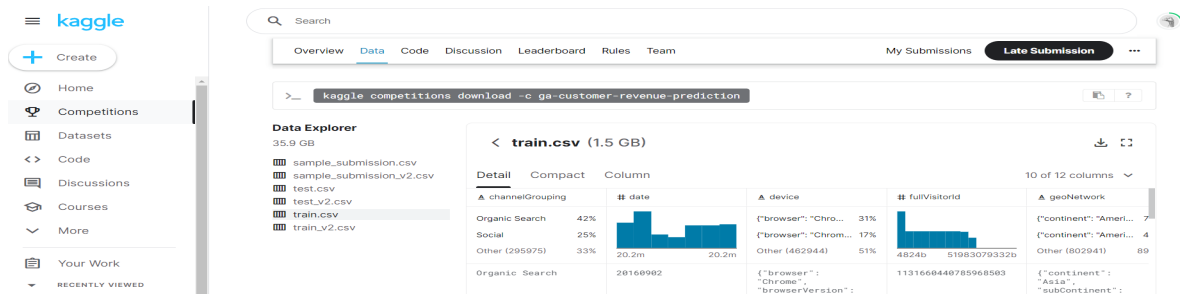 kaggle
Search
Create
Overview Data Code Discussion Leaderboard Rules Team My Submissions Late Submission ...
Home
Competitions
Datasets
Code
Discussions
Courses
More
Your Work
RECENTLY VIEWED
>_ kaggle competitions download -c ga-customer-revenue-prediction ?
Data Explorer
35.9 GB
sample_submission.csv
sample_submission_v2.csv
test.csv
test_v2.csv
train.csv
train_v2.csv
< train.csv (1.5 GB)
Detail Compact Column 10 of 12 columns
A channelGrouping # date A device # fullVisitorId A geoNetwork
Organic Search 42% {"browser": "Chro... 31% {"continent": "Ameri... 7
Social 25% {"browser": "Chrom... 17% {"continent": "Ameri... 4
Other (295975) 33% 20.2m 20.2m Other (462944) 51% 4824b 51983079332b Other (802941) 89
Organic Search 20160902 {"browser": 1131660440785968503 {"continent":
"Chrome", "Asia",
"browserVersion": "subContinent":